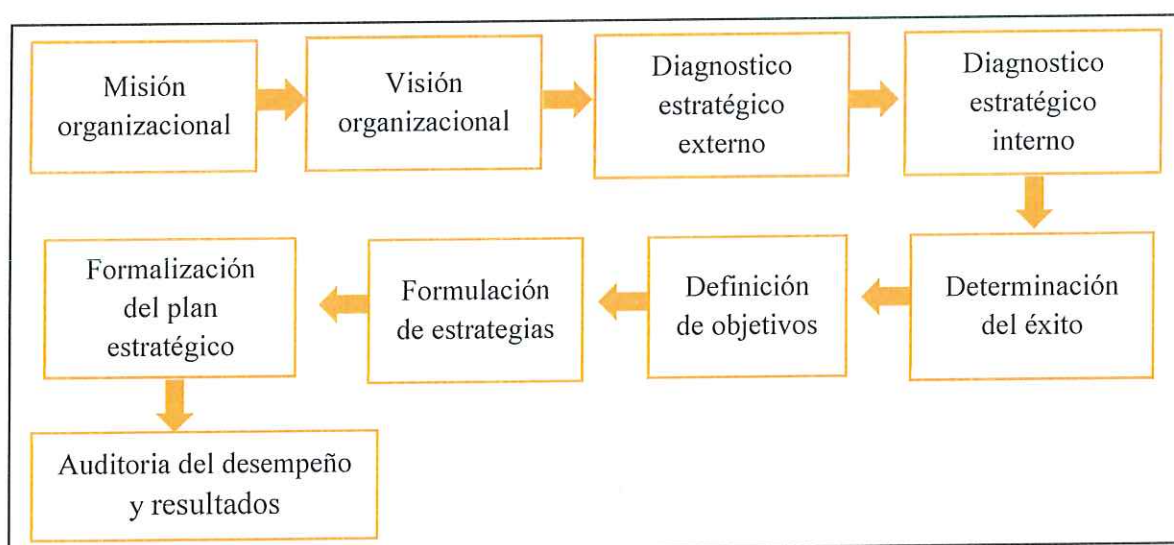 Misión
organizacional
Visión
organizacional
Diagnostico
estratégico
externo
Diagnostico
estratégico
interno
Determinación
del éxito
Definición
de objetivos
Formulación
de estrategias
Formalización
del plan
estratégico
Auditoria del desempeño
y resultados